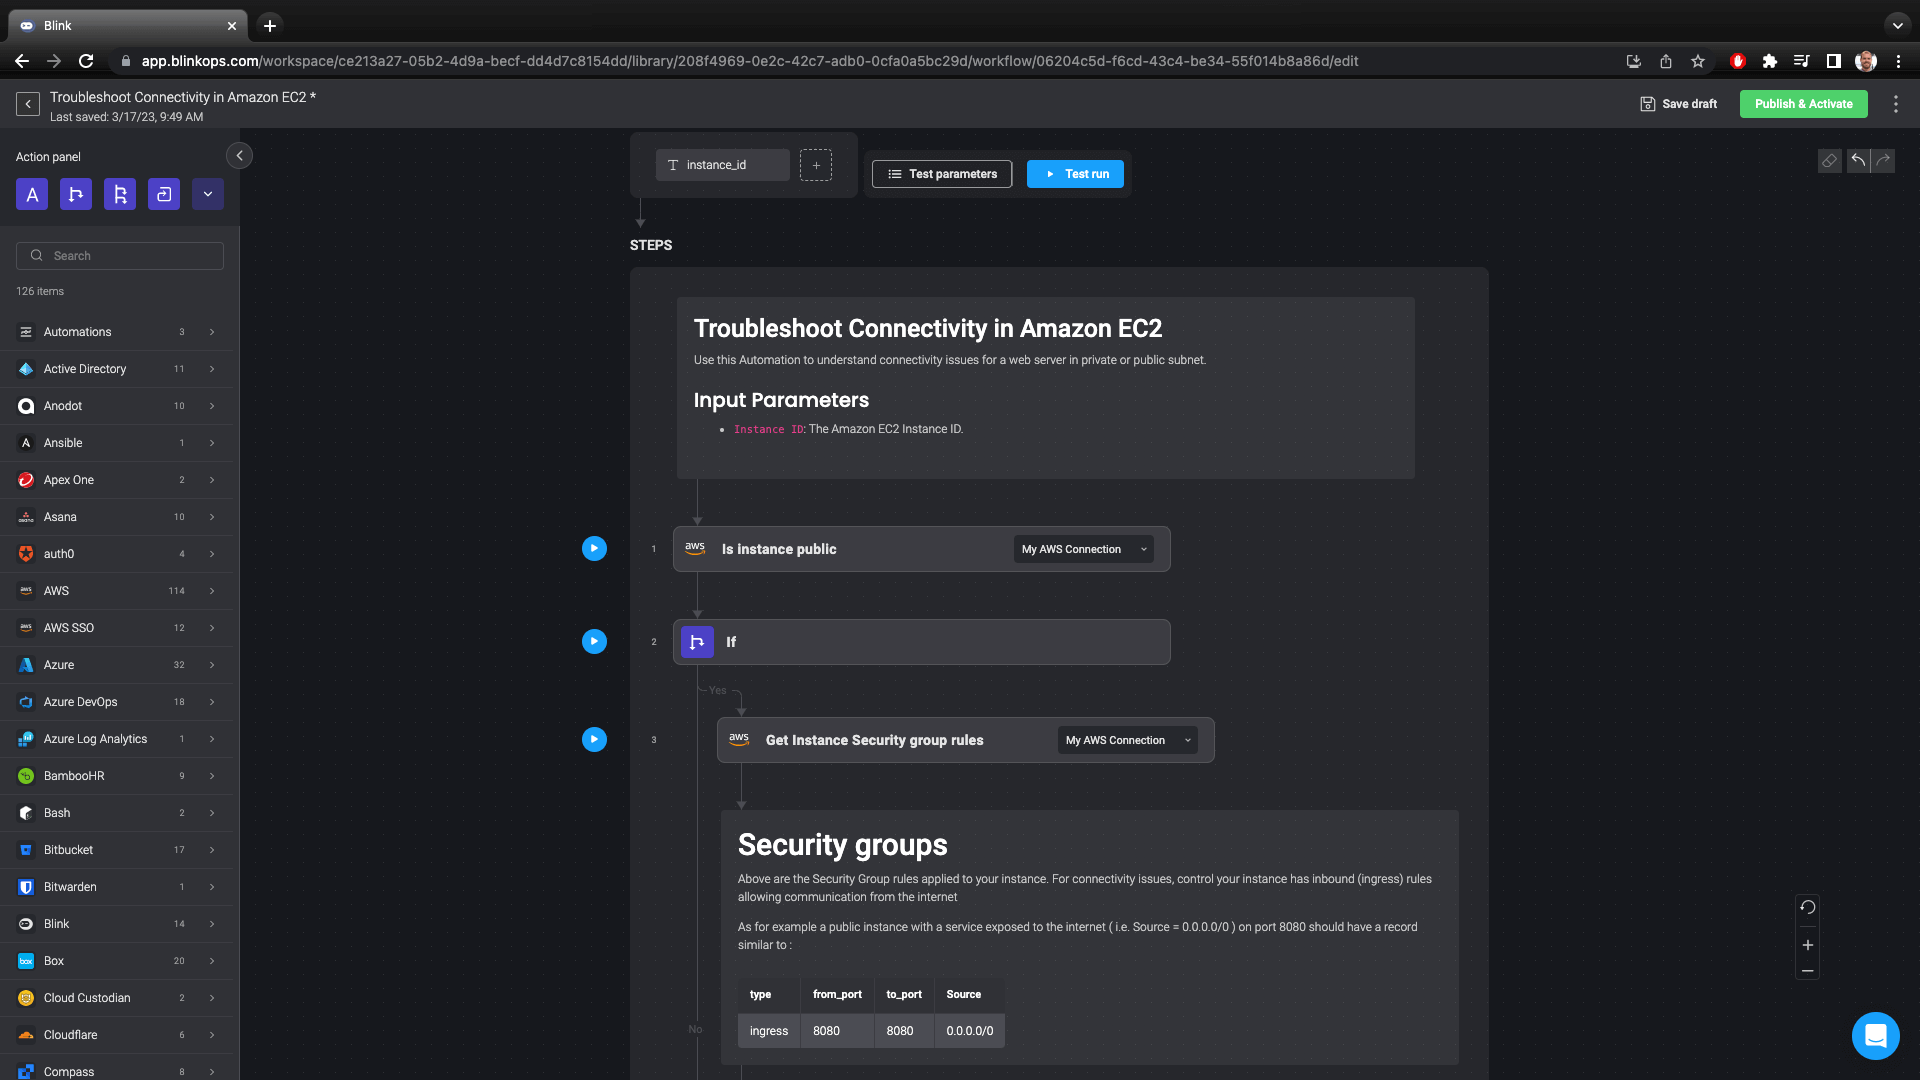 Blink
app.blinkops.com/workspace/ce213a27-05b2-4d9a-becf-dd4d7c8154dd/library/208f4969-0e2c-42c7-adb0-0cfa0a5bc29d/workflow/06204c5d-f6cd-43c4-be34-55f014b8a86d/edit
Troubleshoot Connectivity in Amazon EC2 *
Last saved: 3/17/23, 9:49 AM
Save draft
Publish & Activate
Action panel
A
Search
126 items
Automations 3
Active Directory 11
Anodot 10
Ansible 1
Apex One 2
Asana 10
auth0 4
AWS 114
AWS SSO 12
Azure 32
Azure DevOps 18
Azure Log Analytics 1
BambooHR 9
Bash 2
Bitbucket 17
Bitwarden 1
Blink 14
Box 20
Cloud Custodian 2
Cloudflare 6
Compass 8
T instance_id +
Test parameters
Test run
STEPS
Troubleshoot Connectivity in Amazon EC2
Use this Automation to understand connectivity issues for a web server in private or public subnet.
Input Parameters
• Instance ID: The Amazon EC2 Instance ID.
1 aws Is instance public My AWS Connection
2 If
Yes
3 aws Get Instance Security group rules My AWS Connection
Security groups
Above are the Security Group rules applied to your instance. For connectivity issues, control your instance has inbound (ingress) rules
allowing communication from the internet
As for example a public instance with a service exposed to the internet ( i.e. Source = 0.0.0.0/0 ) on port 8080 should have a record
similar to :
type from_port to_port Source
ingress 8080 8080 0.0.0.0/0
No